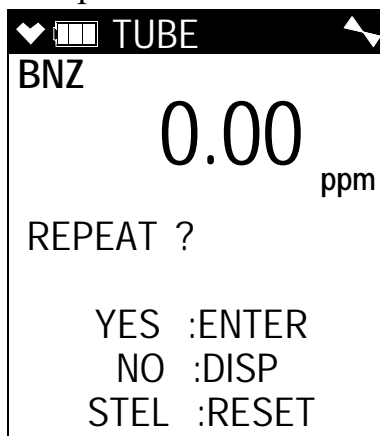 TUBE
BNZ
0.00
ppm
REPEAT ?
YES :ENTER
NO :DISP
STEL :RESET